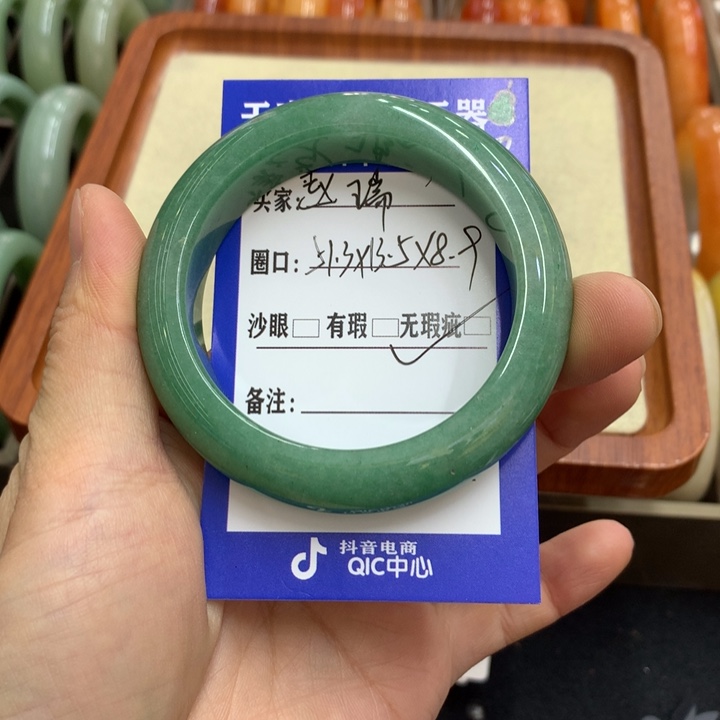 器
买家:赵瑞
圈口:51.3X13.5X8.9
沙眼□ 有瑕□无瑕疵□
备注:
抖音电商
QIC中心